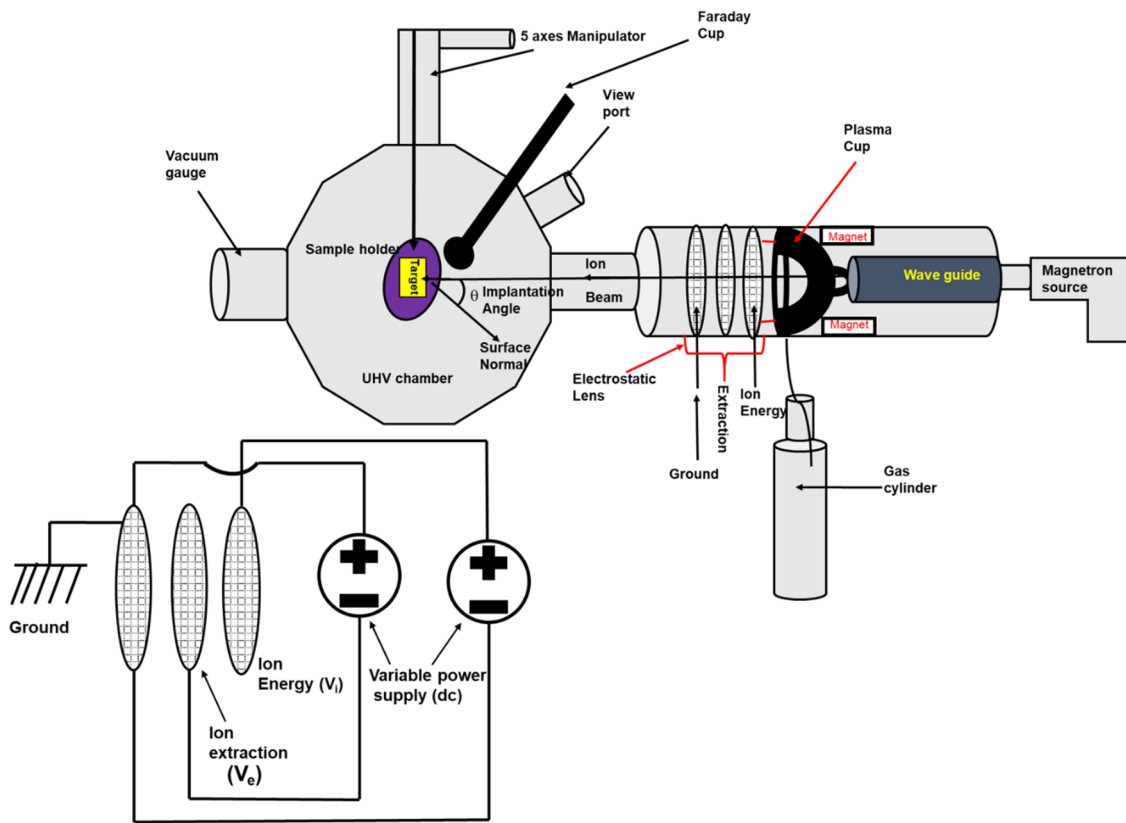 5 axes Manipulator
Faraday
Cup
View
port
Plasma
Cup
Vacuum
gauge
Magnet
Sample holder
Target
Ion
Beam
Wave guide
Magnetron
source
θ Implantation
Angle
Magnet
Surface
Normal
UHV chamber
Electrostatic
Lens
Extraction
Ion
Energy
Ground
Gas
cylinder
Ground
Ion
Energy (Vi)
Variable power
supply (dc)
Ion
extraction
(Ve)